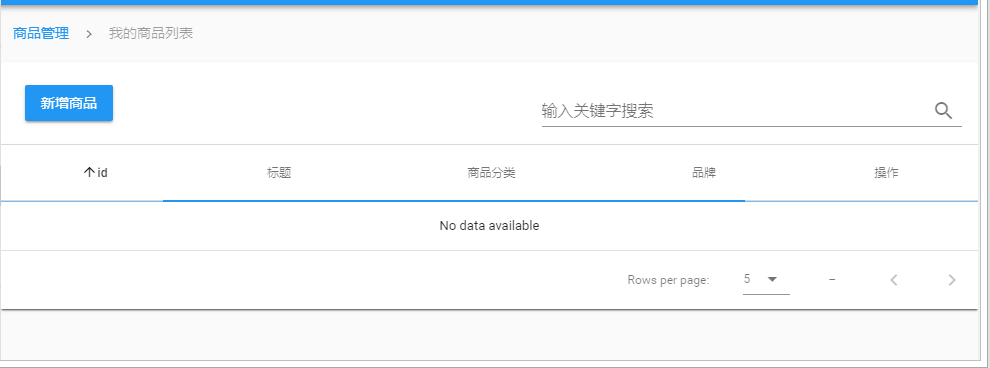 商品管理 > 我的商品列表
新增商品
输入关键字搜索
↑id 标题 商品分类 品牌 操作
No data available
Rows per page: 5 –